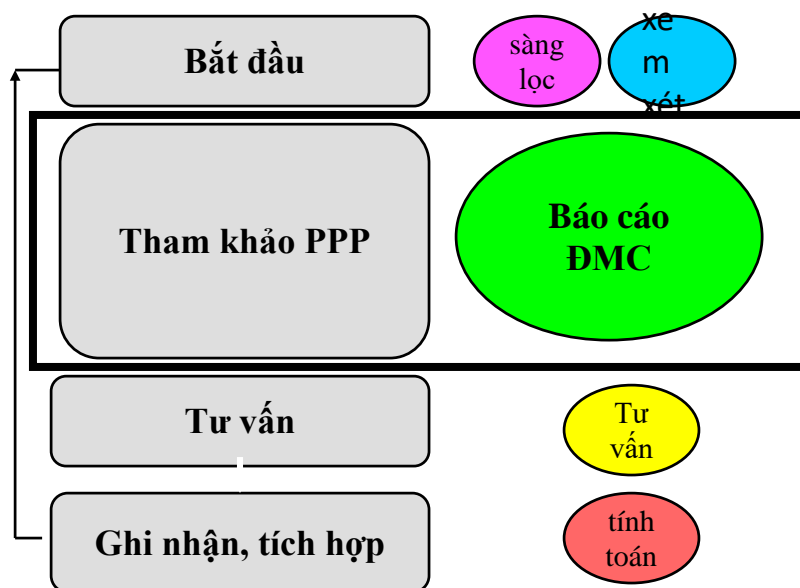 Bắt đầu
sàng
lọc
xe
m
xét
Tham khảo PPP
Báo cáo
ĐMC
Tư vấn
Tư
vấn
Ghi nhận, tích hợp
tính
toán